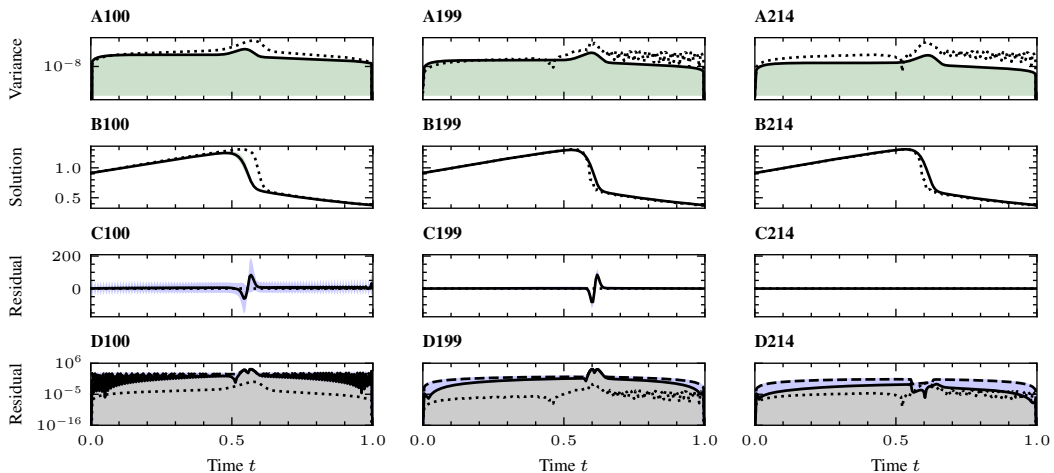 A100 A199 A214
Variance
10⁻⁸
B100 B199 B214
Solution
1.0
0.5
C100 C199 C214
Residual
200
0
D100 D199 D214
Residual
10⁶
10⁻⁵
10⁻¹⁶
0.0 0.5 1.0 0.0 0.5 1.0 0.0 0.5 1.0
Time t Time t Time t